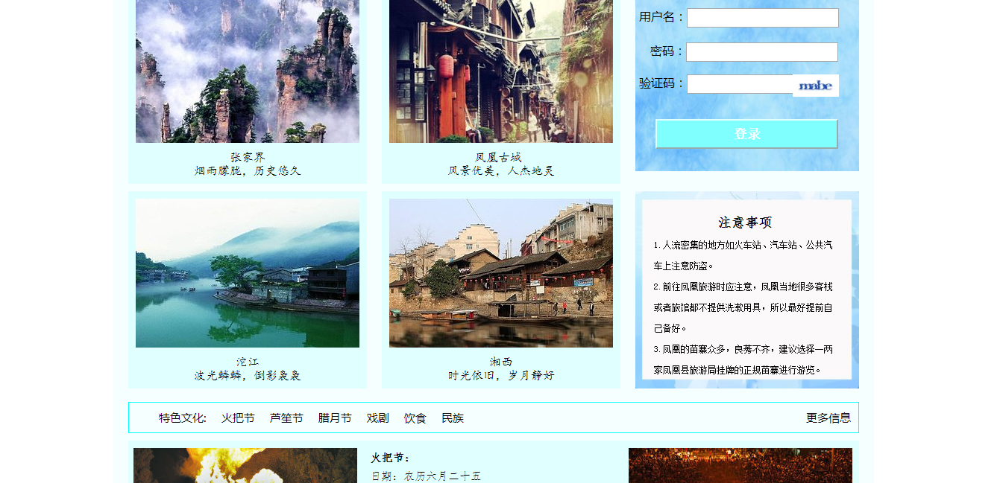 用户名：
密码：
验证码：
mabe
登录
张家界
烟雨朦胧，历史悠久
凤凰古城
风景优美，人杰地灵
沱江
波光鳞鳞，倒影袅袅
湘西
时光依旧，岁月静好
注意事项
1. 人流密集的地方如火车站、汽车站、公共汽
车上注意防盗。
2. 前往凤凰旅游时应注意，凤凰当地很多客栈
或者旅馆都不提供洗漱用具，所以最好提前自
己备好。
3. 凤凰的苗寨众多，良莠不齐，建议选择一两
家凤凰县旅游局挂牌的正规苗寨进行游览。
特色文化: 火把节 芦笙节 腊月节 戏剧 饮食 民族 更多信息
火把节：
日期：农历六月二十五